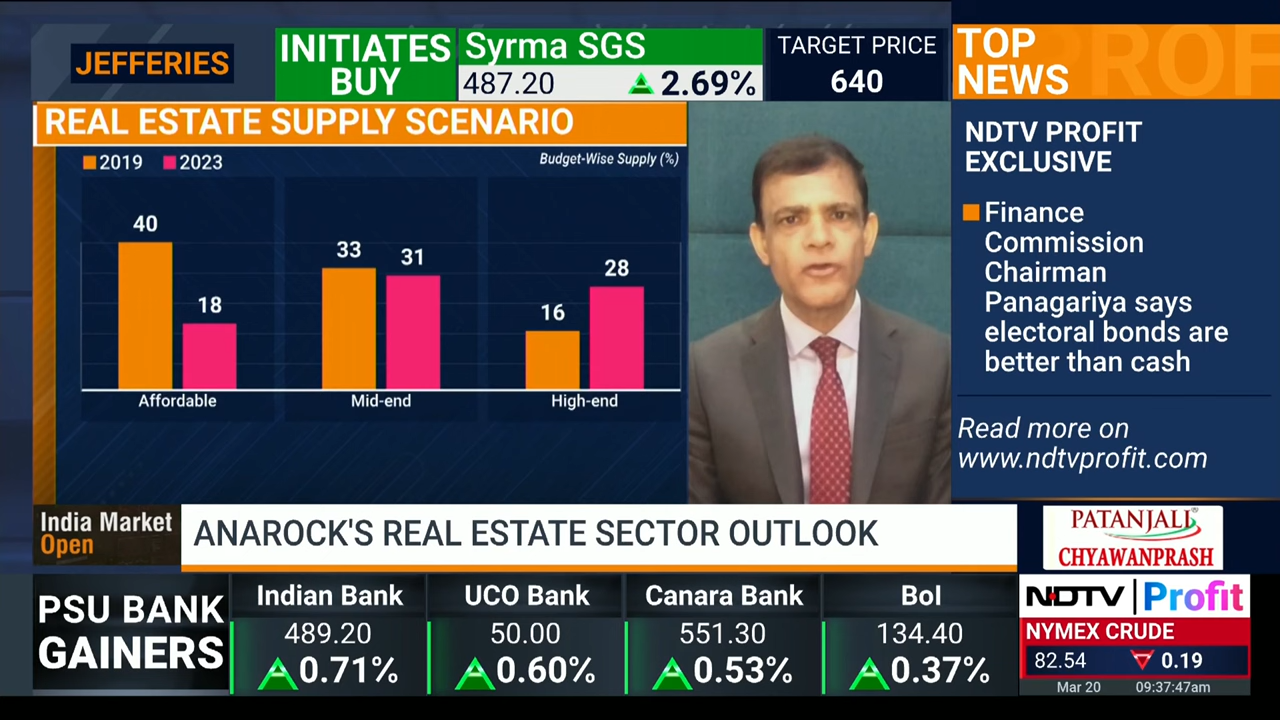 JEFFERIES
INITIATES
BUY
Syrma SGS
487.20 2.69%
TARGET PRICE
640
TOP
NEWS
REAL ESTATE SUPPLY SCENARIO
2019 2023
Budget-Wise Supply (%)
40
18
33
31
16
28
Affordable
Mid-end
High-end
NDTV PROFIT
EXCLUSIVE
Finance
Commission
Chairman
Panagariya says
electoral bonds are
better than cash
Read more on
www.ndtvprofit.com
India Market
Open
ANAROCK'S REAL ESTATE SECTOR OUTLOOK
PATANJALI
CHYAWANPRASH
PSU BANK
GAINERS
Indian Bank
489.20
0.71%
UCO Bank
50.00
0.60%
Canara Bank
551.30
0.53%
BoI
134.40
0.37%
NDTV Profit
NYMEX CRUDE
82.54 0.19
Mar 20 09:37:47am